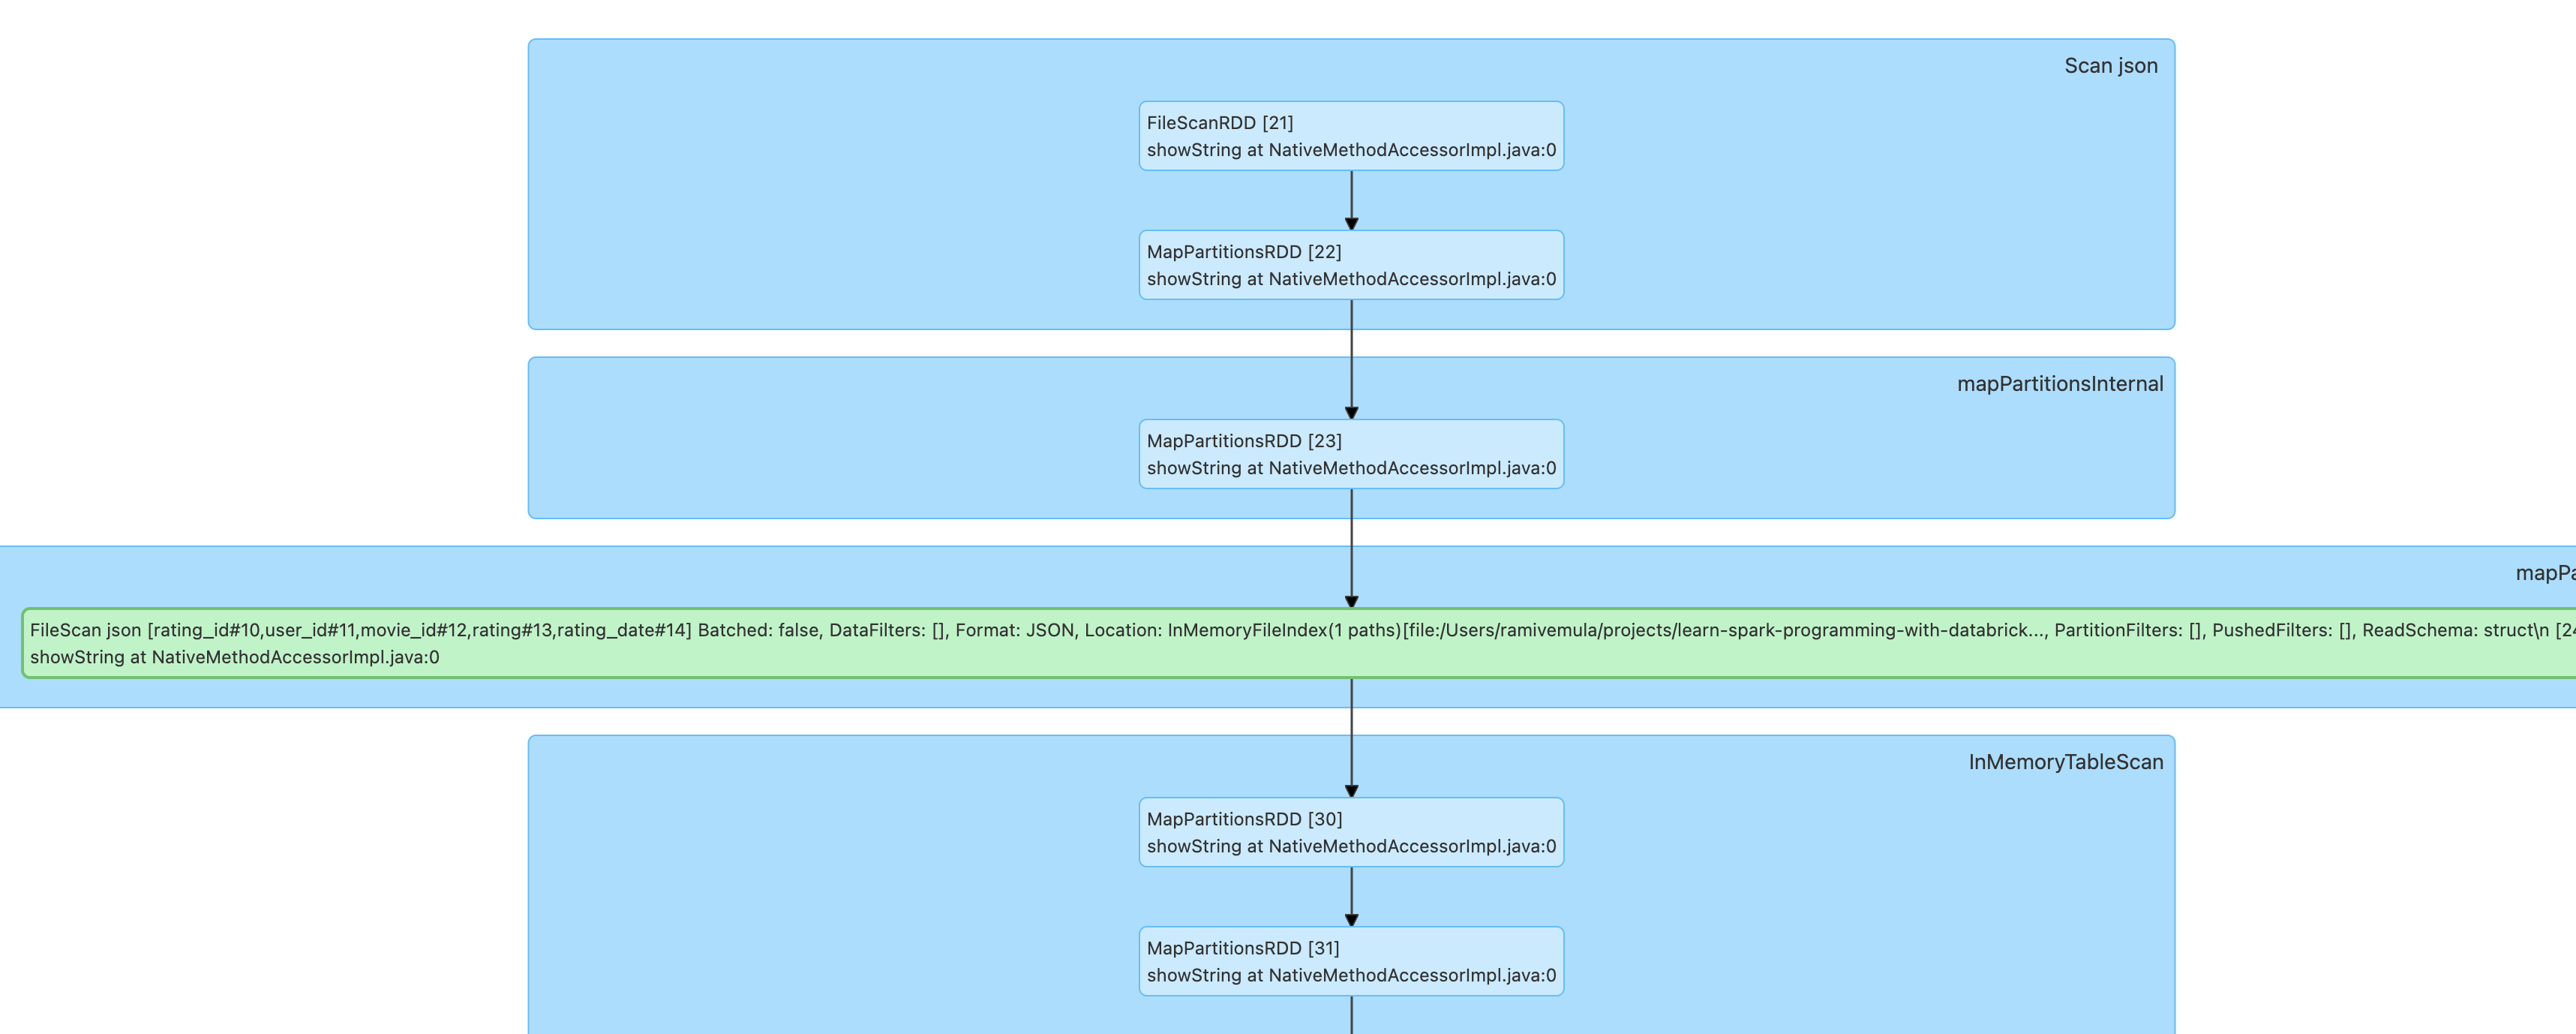 Scan json
FileScanRDD [21]
showString at NativeMethodAccessorImpl.java:0
MapPartitionsRDD [22]
showString at NativeMethodAccessorImpl.java:0
mapPartitionsInternal
MapPartitionsRDD [23]
showString at NativeMethodAccessorImpl.java:0
mapPa
FileScan json [rating_id#10,user_id#11,movie_id#12,rating#13,rating_date#14] Batched: false, DataFilters: [], Format: JSON, Location: InMemoryFileIndex(1 paths)[file:/Users/ramivemula/projects/learn-spark-programming-with-databrick..., PartitionFilters: [], PushedFilters: [], ReadSchema: struct\n [24
showString at NativeMethodAccessorImpl.java:0
InMemoryTableScan
MapPartitionsRDD [30]
showString at NativeMethodAccessorImpl.java:0
MapPartitionsRDD [31]
showString at NativeMethodAccessorImpl.java:0